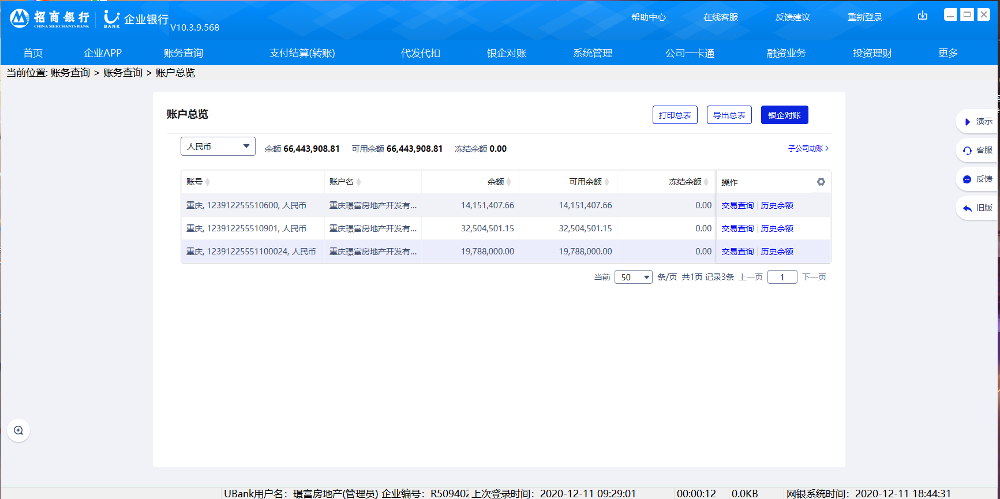 招商银行
CHINA MERCHANTS BANK
U BANK 企业银行 V10.3.9.568
帮助中心 在线客服 反馈建议 重新登录
首页 企业APP 账务查询 支付结算(转账) 代发代扣 银企对账 系统管理 公司一卡通 融资业务 投资理财 更多
当前位置: 账务查询 > 账务查询 > 账户总览
账户总览 打印总表 导出总表 银企对账
人民币 余额 66,443,908.81 可用余额 66,443,908.81 冻结余额 0.00 子公司动账 >
账号 账户名 余额 可用余额 冻结余额 操作
重庆, 123912255510600, 人民币 重庆璟富房地产开发有... 14,151,407.66 14,151,407.66 0.00 交易查询 历史余额
重庆, 123912255510901, 人民币 重庆璟富房地产开发有... 32,504,501.15 32,504,501.15 0.00 交易查询 历史余额
重庆, 12391225551100024, 人民币 重庆璟富房地产开发有... 19,788,000.00 19,788,000.00 0.00 交易查询 历史余额
当前 50 条/页 共1页 记录3条 上一页 1 下一页
演示
客服
反馈
旧版
UBank用户名：璟富房地产(管理员) 企业编号：R509402 上次登录时间：2020-12-11 09:29:01 00:00:12 0.0KB 网银系统时间：2020-12-11 18:44:31